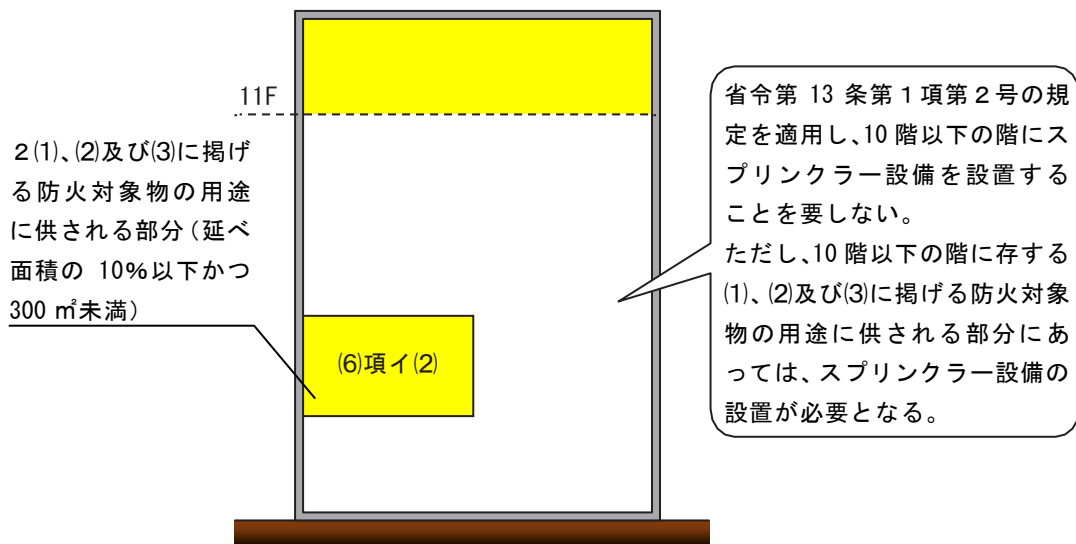 11F
２⑴、⑵及び⑶に掲げ
る防火対象物の用途
に供される部分（延べ
面積の 10％以下かつ
300 ㎡未満）
⑹項イ⑵
省令第 13 条第１項第２号の規
定を適用し、10 階以下の階にス
プリンクラー設備を設置する
ことを要しない。
ただし、10 階以下の階に存する
⑴、⑵及び⑶に掲げる防火対象
物の用途に供される部分にあ
っては、スプリンクラー設備の
設置が必要となる。